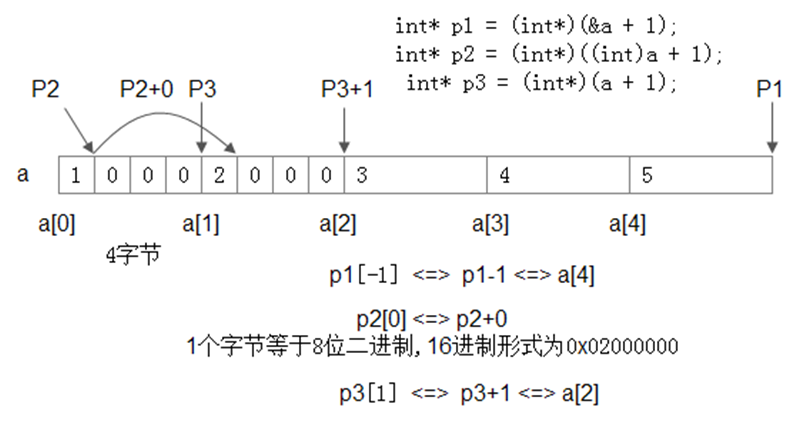 int* p1 = (int*)(&a + 1);
int* p2 = (int*)((int)a + 1);
int* p3 = (int*)(a + 1);
P2 P2+0 P3 P3+1 P1
a 1 0 0 0 2 0 0 0 3 4 5
a[0] a[1] a[2] a[3] a[4]
4字节
p1[-1] <=> p1-1 <=> a[4]
p2[0] <=> p2+0
1个字节等于8位二进制,16进制形式为0x02000000
p3[1] <=> p3+1 <=> a[2]